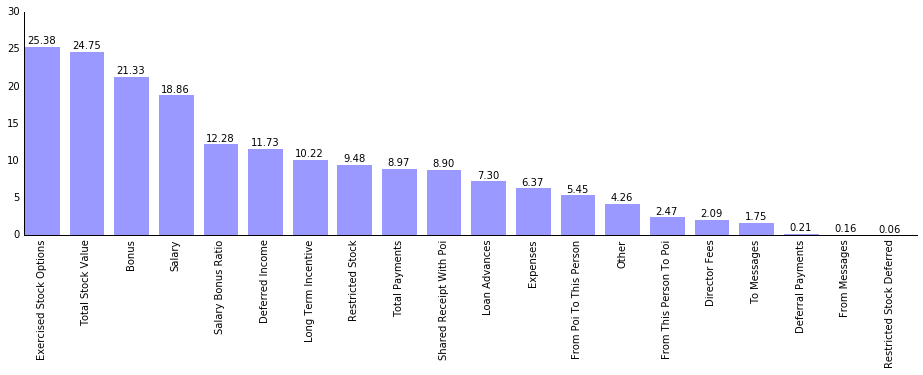 30
25
20
15
10
5
0
25.38
24.75
21.33
18.86
12.28
11.73
10.22
9.48
8.97
8.90
7.30
6.37
5.45
4.26
2.47
2.09
1.75
0.21
0.16
0.06
Exercised Stock Options
Total Stock Value
Bonus
Salary
Salary Bonus Ratio
Deferred Income
Long Term Incentive
Restricted Stock
Total Payments
Shared Receipt With Poi
Loan Advances
Expenses
From Poi To This Person
Other
From This Person To Poi
Director Fees
To Messages
Deferral Payments
From Messages
Restricted Stock Deferred